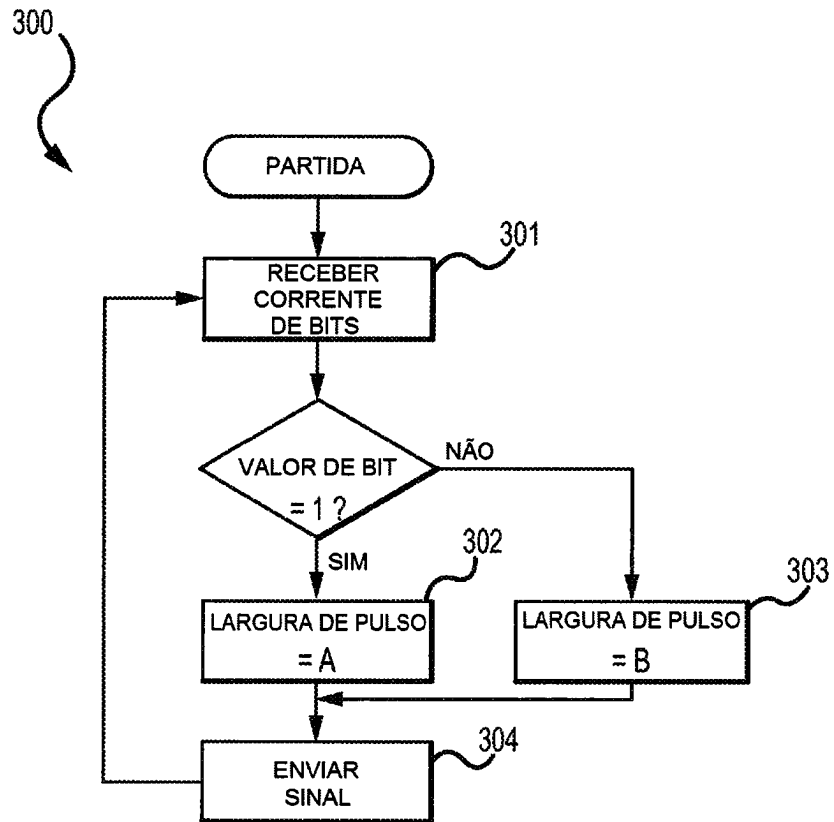 300
PARTIDA
301
RECEBER
CORRENTE
DE BITS
VALOR DE BIT
= 1 ?
NÃO
SIM
302
LARGURA DE PULSO
= A
303
LARGURA DE PULSO
= B
304
ENVIAR
SINAL